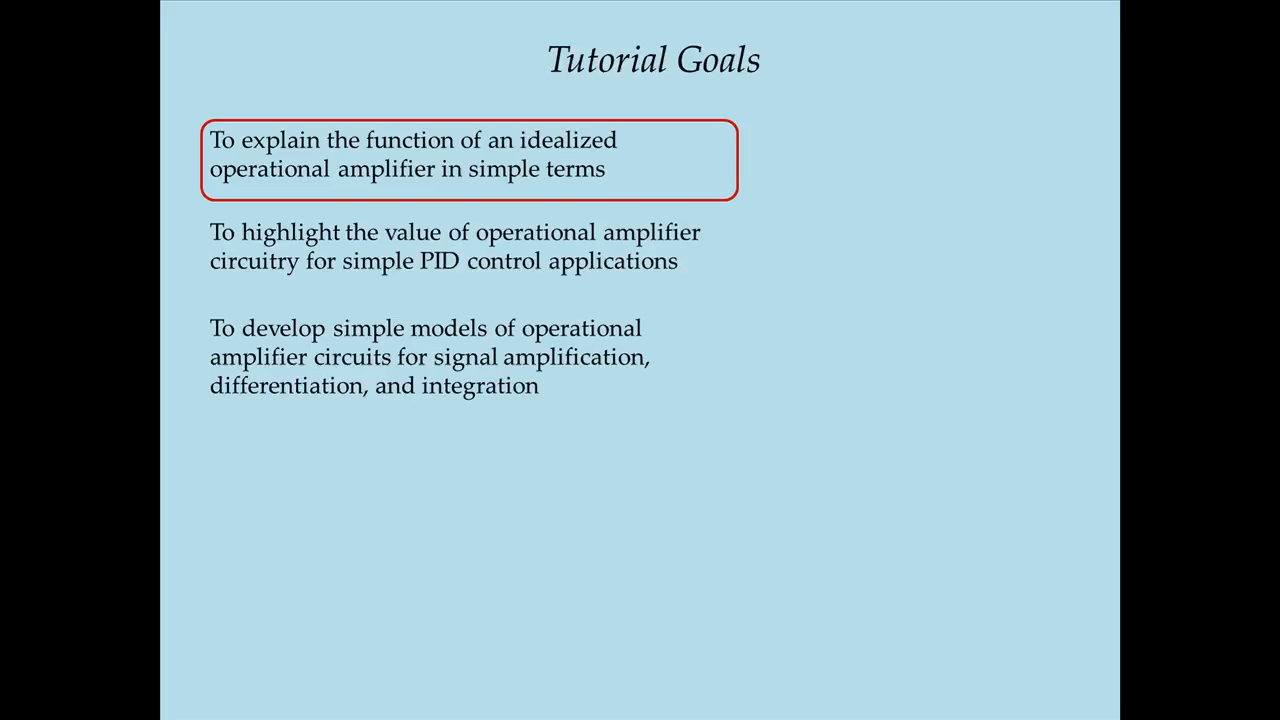 Tutorial Goals
To explain the function of an idealized
operational amplifier in simple terms
To highlight the value of operational amplifier
circuitry for simple PID control applications
To develop simple models of operational
amplifier circuits for signal amplification,
differentiation, and integration